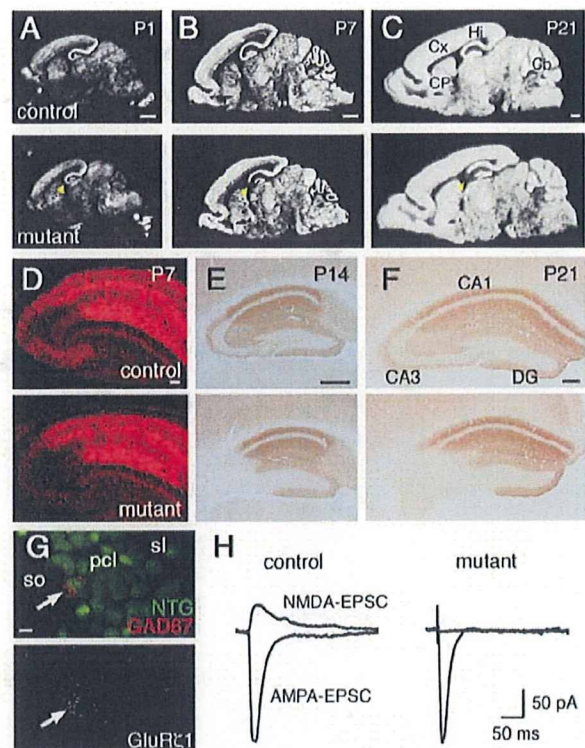 A P1
B P7
C P21
Cx
Hi
CP
Cb
control
mutant
D P7
E P14
F P21
CA1
CA3
DG
control
mutant
G
sl
pcl
so
NTG
GAD67
GluRζ1
H
control
mutant
NMDA-EPSC
AMPA-EPSC
50 pA
50 ms